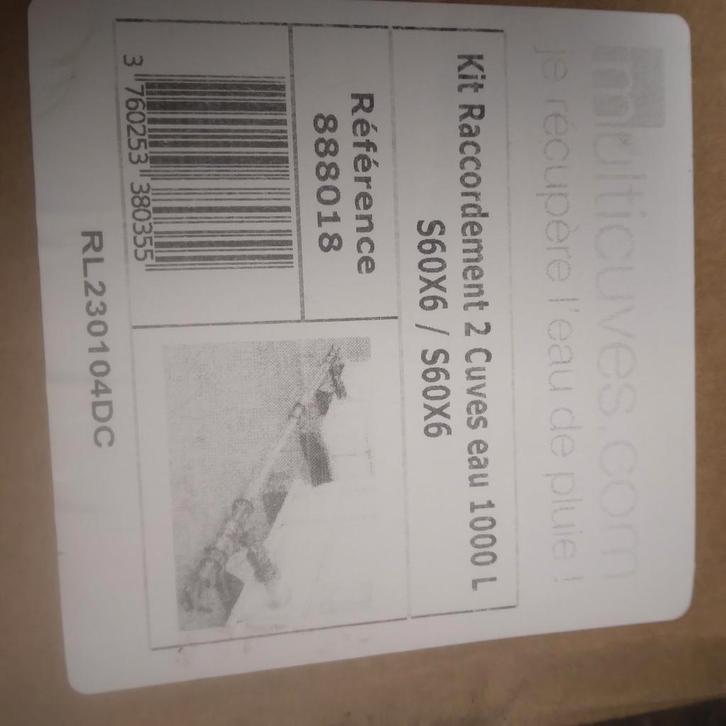 multicuves.com
je récupère l'eau de pluie !
Kit Raccordement 2 Cuves eau 1000 L
S60X6 / S60X6
Référence
888018
3 760253 380355
RL230104DC